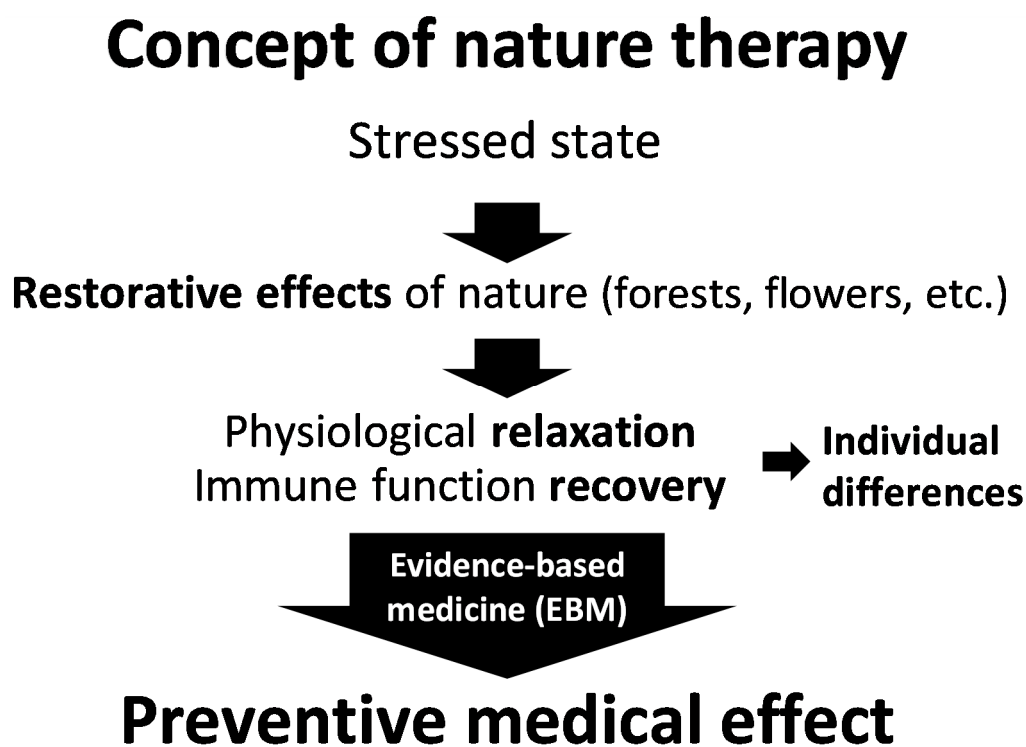 Concept of nature therapy
Stressed state
Restorative effects of nature (forests, flowers, etc.)
Physiological relaxation
Immune function recovery
Individual
differences
Evidence-based
medicine (EBM)
Preventive medical effect